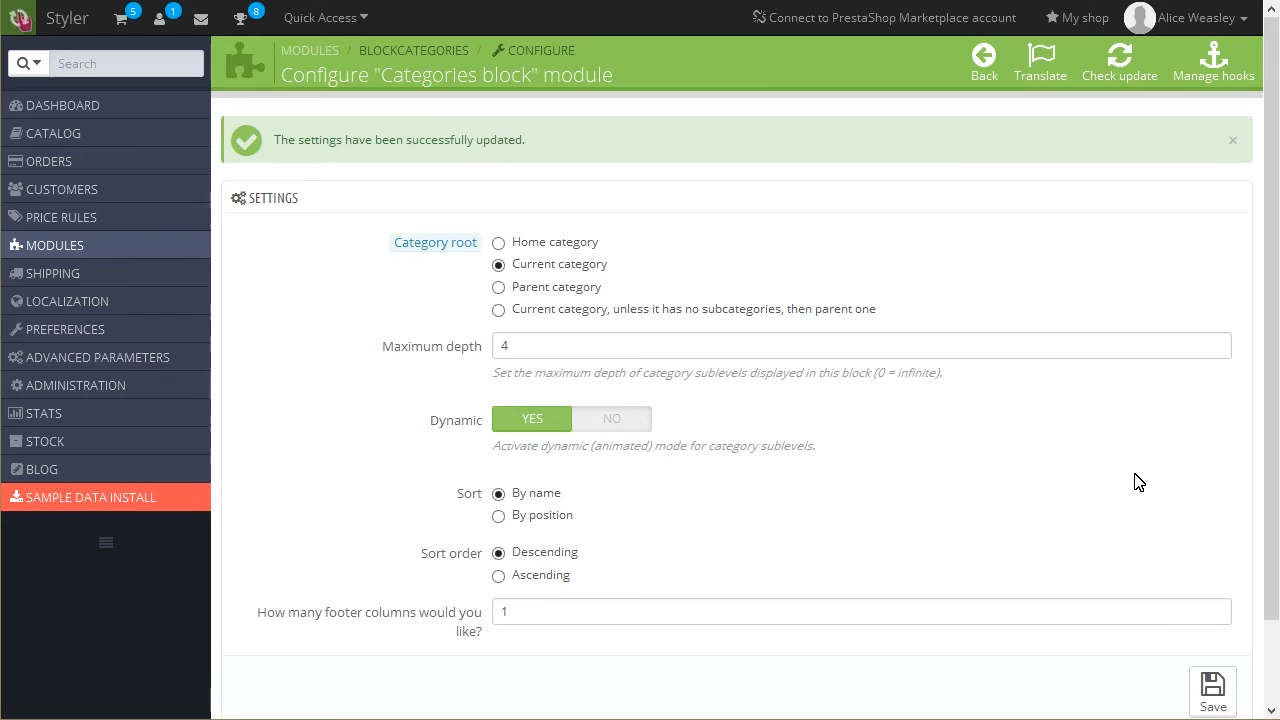 Styler
5
1
8
Quick Access
Connect to PrestaShop Marketplace account
My shop
Alice Weasley
Search
MODULES / BLOCKCATEGORIES / CONFIGURE
Configure "Categories block" module
Back
Translate
Check update
Manage hooks
DASHBOARD
CATALOG
ORDERS
CUSTOMERS
PRICE RULES
MODULES
SHIPPING
LOCALIZATION
PREFERENCES
ADVANCED PARAMETERS
ADMINISTRATION
STATS
STOCK
BLOG
SAMPLE DATA INSTALL
The settings have been successfully updated.
×
SETTINGS
Category root
Home category
Current category
Parent category
Current category, unless it has no subcategories, then parent one
Maximum depth
4
Set the maximum depth of category sublevels displayed in this block (0 = infinite).
Dynamic
YES
NO
Activate dynamic (animated) mode for category sublevels.
Sort
By name
By position
Sort order
Descending
Ascending
How many footer columns would you
like?
1
Save